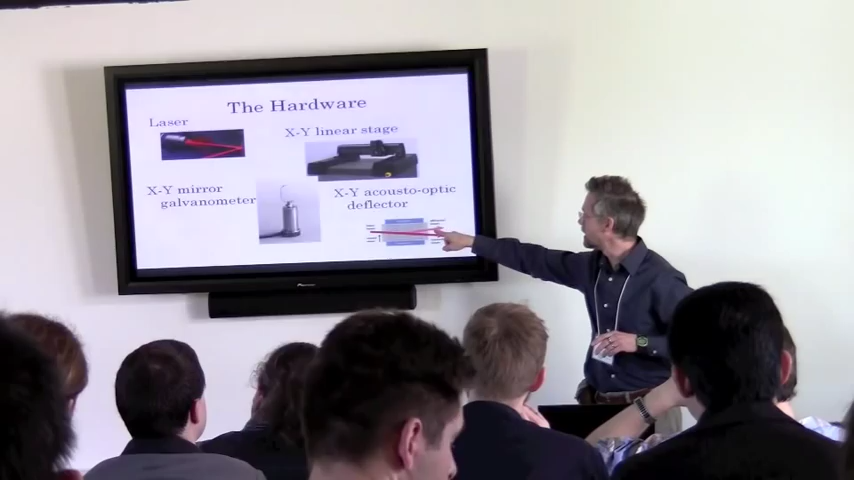 The Hardware
Laser
X-Y linear stage
X-Y mirror
galvanometer
X-Y acousto-optic
deflector